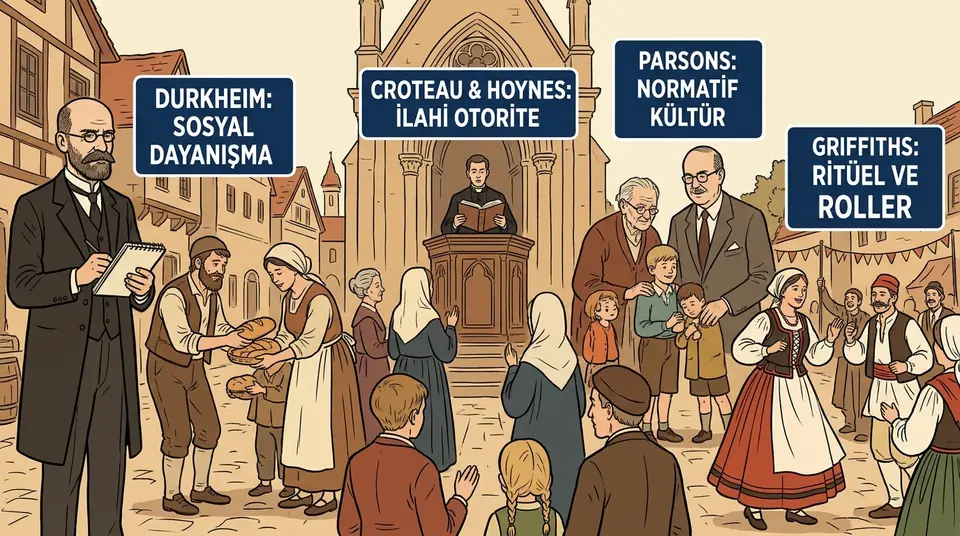 DURKHEIM:
SOSYAL
DAYANIŞMA
CROTEAU & HOYNES:
İLAHİ OTORİTE
PARSONS:
NORMATİF
KÜLTÜR
GRIFFITHS:
RİTÜEL VE
ROLLER